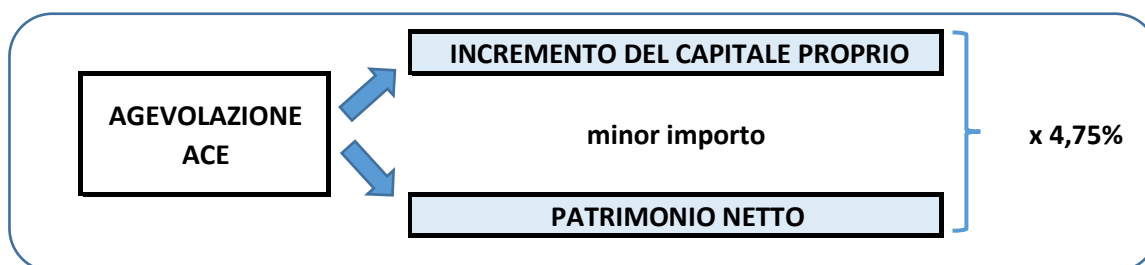 AGEVOLAZIONE
ACE
INCREMENTO DEL CAPITALE PROPRIO
minor importo
PATRIMONIO NETTO
x 4,75%